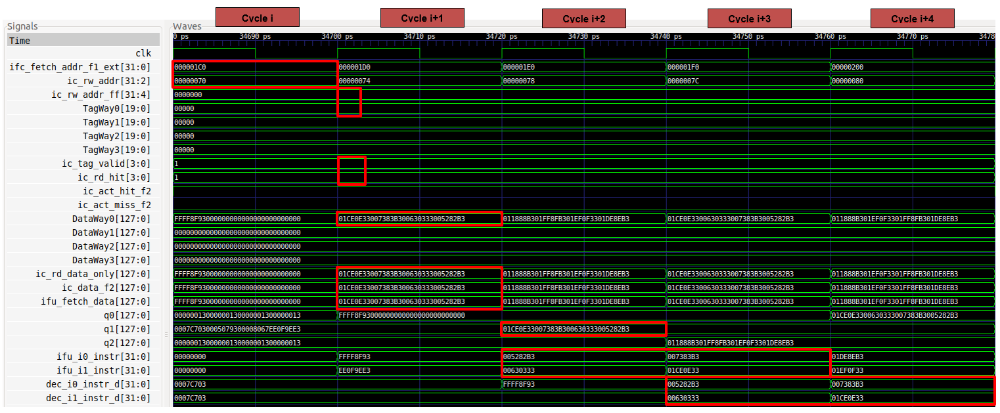 Cycle i Cycle i+1 Cycle i+2 Cycle i+3 Cycle i+4
Signals Waves
Time 0 ps 34690 ps 34700 ps 34710 ps 34720 ps 34730 ps 34740 ps 34750 ps 34760 ps 34770 ps 3478
clk
ifc_fetch_addr_f1_ext[31:0] 000001C0 000001D0 000001E0 000001F0 00000200
ic_rw_addr[31:2] 00000070 00000074 00000078 0000007C 00000080
ic_rw_addr_ff[31:4] 0000000
TagWay0[19:0] 00000
TagWay1[19:0] 00000
TagWay2[19:0] 00000
TagWay3[19:0] 00000
ic_tag_valid[3:0] 1
ic_rd_hit[3:0] 1
ic_act_hit_f2
ic_act_miss_f2
DataWay0[127:0] FFFF8F93000000000000000000000000 01CE0E33007383B300630333005282B3 011888B301FF8FB301EF0F3301DE8EB3 01CE0E3300630333007383B3005282B3 011888B301EF0F3301FF8FB301DE8EB3
DataWay1[127:0] 00000000000000000000000000000000
DataWay2[127:0] 00000000000000000000000000000000
DataWay3[127:0] 00000000000000000000000000000000
ic_rd_data_only[127:0] FFFF8F93000000000000000000000000 01CE0E33007383B300630333005282B3 011888B301FF8FB301EF0F3301DE8EB3 01CE0E3300630333007383B3005282B3 011888B301EF0F3301FF8FB301DE8EB3
ic_data_f2[127:0] FFFF8F93000000000000000000000000 01CE0E33007383B300630333005282B3 011888B301FF8FB301EF0F3301DE8EB3 01CE0E3300630333007383B3005282B3 011888B301EF0F3301FF8FB301DE8EB3
ifu_fetch_data[127:0] FFFF8F93000000000000000000000000 01CE0E33007383B300630333005282B3 011888B301FF8FB301EF0F3301DE8EB3 01CE0E3300630333007383B3005282B3 011888B301EF0F3301FF8FB301DE8EB3
q0[127:0] 00000013000000130000001300000013 FFFF8F93000000000000000000000000 01CE0E3300630333007383B3005282B3
q1[127:0] 0007C7030005079300008067EE0F9EE3 01CE0E33007383B300630333005282B3
q2[127:0] 00000013000000130000001300000013 011888B301FF8FB301EF0F3301DE8EB3
ifu_i0_instr[31:0] 00000000 FFFF8F93 005282B3 007383B3 01DE8EB3
ifu_i1_instr[31:0] 00000000 EE0F9EE3 00630333 01CE0E33 01EF0F33
dec_i0_instr_d[31:0] 0007C703 FFFF8F93 005282B3 007383B3
dec_i1_instr_d[31:0] 0007C703 00630333 01CE0E33